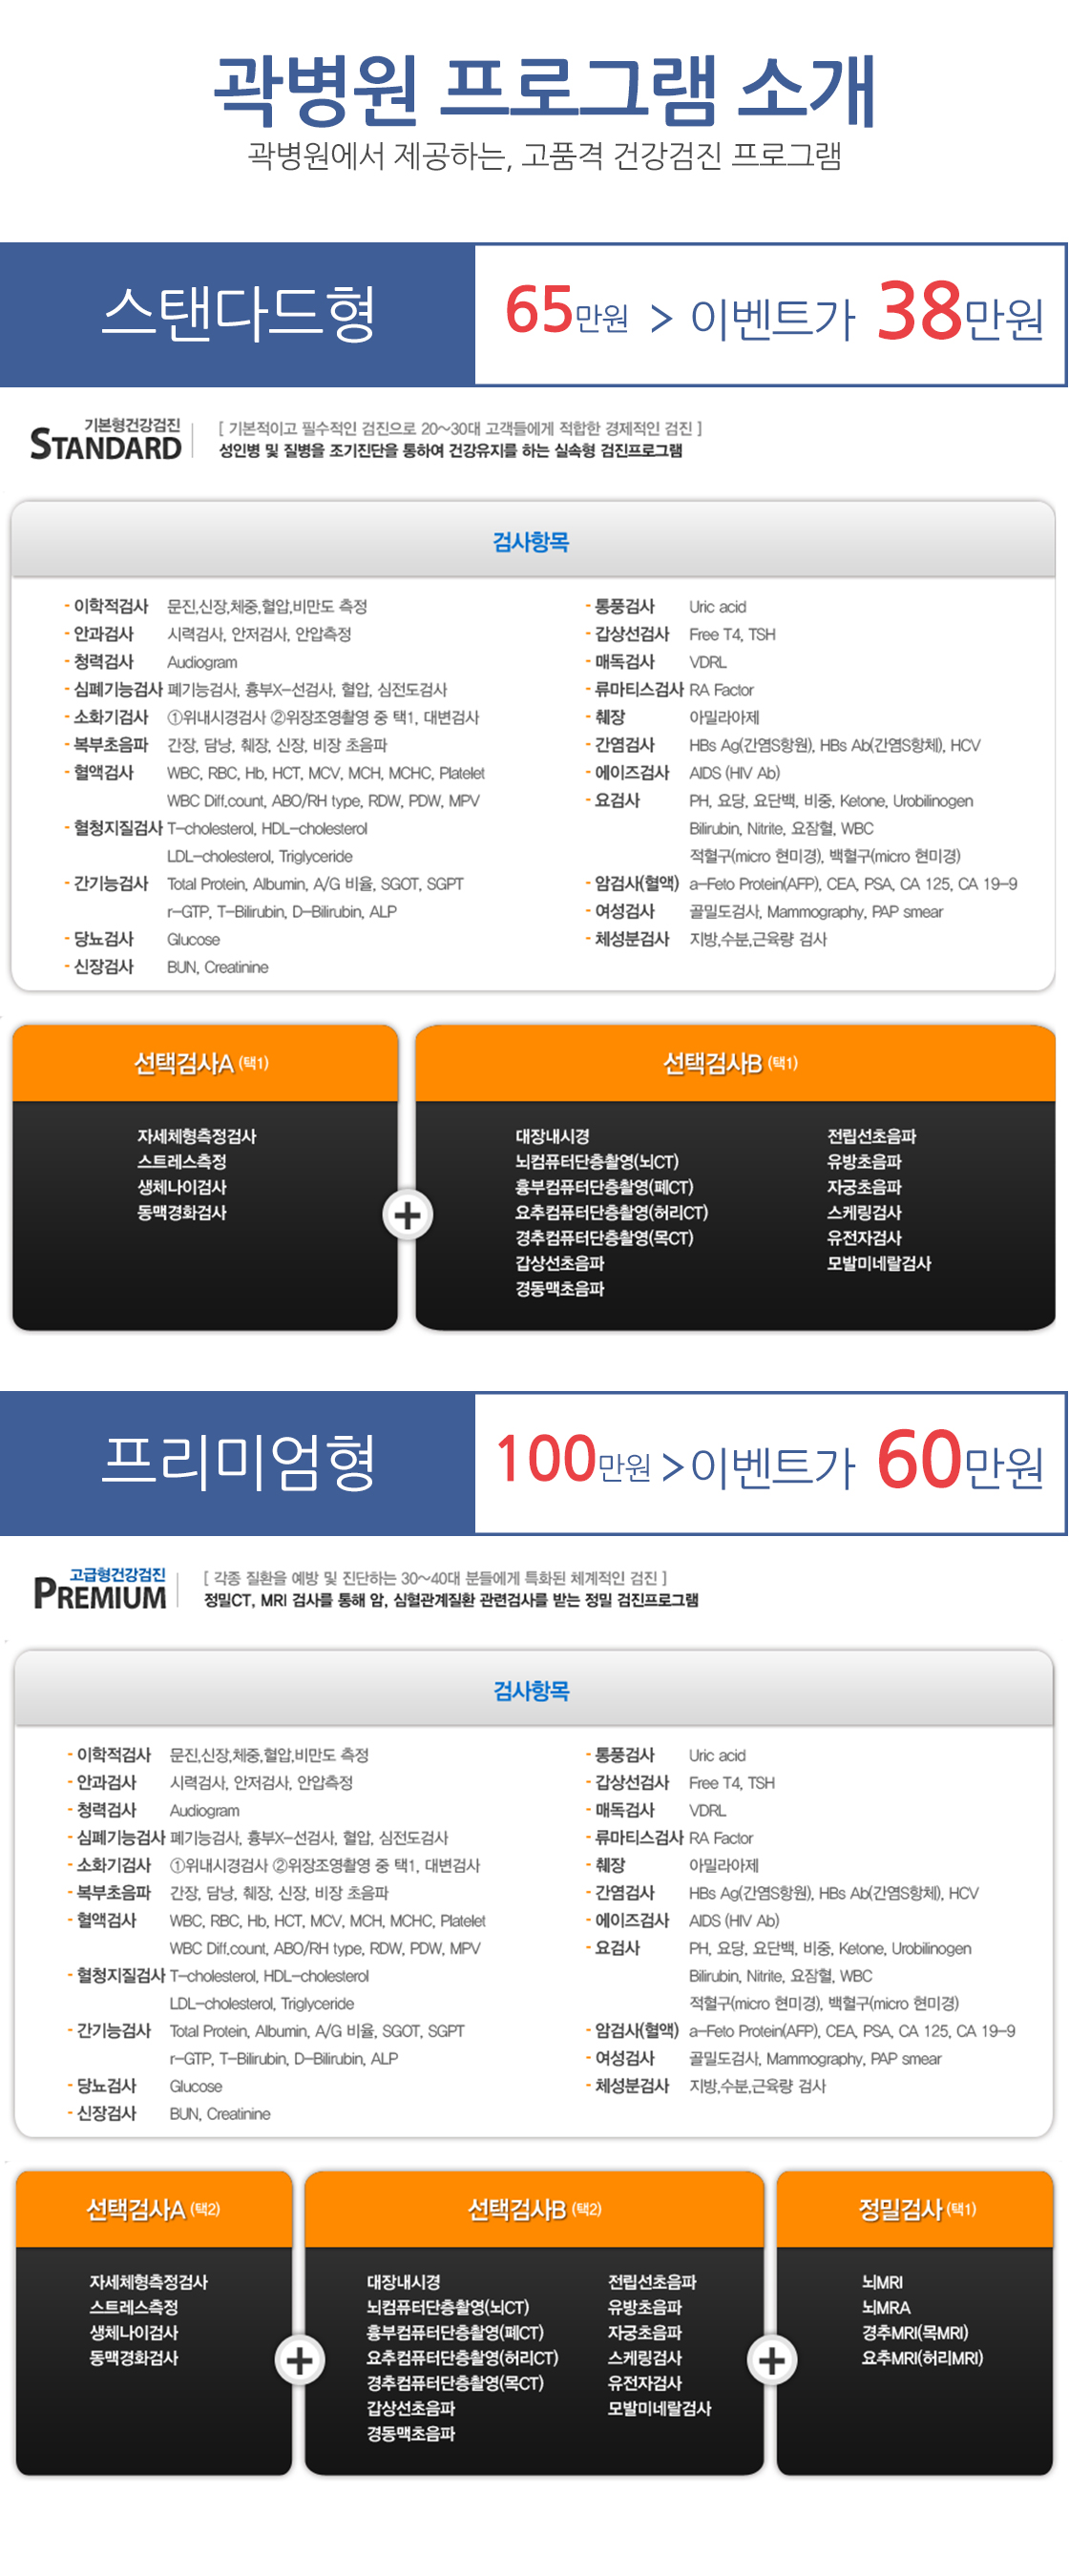 곽병원 프로그램 소개
곽병원에서 제공하는, 고품격 건강검진 프로그램
스탠다드형
65만원 > 이벤트가 38만원
기본형건강검진
STANDARD
[ 기본적이고 필수적인 검진으로 20~30대 고객들에게 적합한 경제적인 검진 ]
성인병 및 질병을 조기진단을 통하여 건강유지를 하는 실속형 검진프로그램
검사항목
- 이학적검사 문진,신장,체중,혈압,비만도 측정
- 안과검사 시력검사, 안저검사, 안압측정
- 청력검사 Audiogram
- 심폐기능검사 폐기능검사, 흉부X-선검사, 혈압, 심전도검사
- 소화기검사 ①위내시경검사 ②위장조영촬영 중 택1, 대변검사
- 복부초음파 간장, 담낭, 췌장, 신장, 비장 초음파
- 혈액검사 WBC, RBC, Hb, HCT, MCV, MCH, MCHC, Platelet
WBC Diff.count, ABO/RH type, RDW, PDW, MPV
- 혈청지질검사 T-cholesterol, HDL-cholesterol
LDL-cholesterol, Triglyceride
- 간기능검사 Total Protein, Albumin, A/G 비율, SGOT, SGPT
r-GTP, T-Bilirubin, D-Bilirubin, ALP
- 당뇨검사 Glucose
- 신장검사 BUN, Creatinine
- 통풍검사 Uric acid
- 갑상선검사 Free T4, TSH
- 매독검사 VDRL
- 류마티스검사 RA Factor
- 췌장 아밀라아제
- 간염검사 HBs Ag(간염S항원), HBs Ab(간염S항체), HCV
- 에이즈검사 AIDS (HIV Ab)
- 요검사 PH, 요당, 요단백, 비중, Ketone, Urobilinogen
Bilirubin, Nitrite, 요잠혈, WBC
적혈구(micro 현미경), 백혈구(micro 현미경)
- 암검사(혈액) a-Feto Protein(AFP), CEA, PSA, CA 125, CA 19-9
- 여성검사 골밀도검사, Mammography, PAP smear
- 체성분검사 지방,수분,근육량 검사
선택검사A (택1)
자세체형측정검사
스트레스측정
생체나이검사
동맥경화검사
+
선택검사B (택1)
대장내시경
뇌컴퓨터단층촬영(뇌CT)
흉부컴퓨터단층촬영(폐CT)
요추컴퓨터단층촬영(허리CT)
경추컴퓨터단층촬영(목CT)
갑상선초음파
경동맥초음파
전립선초음파
유방초음파
자궁초음파
스케링검사
유전자검사
모발미네랄검사
프리미엄형
100만원 > 이벤트가 60만원
고급형건강검진
PREMIUM
[ 각종 질환을 예방 및 진단하는 30~40대 분들에게 특화된 체계적인 검진 ]
정밀CT, MRI 검사를 통해 암, 심혈관계질환 관련검사를 받는 정밀 검진프로그램
검사항목
- 이학적검사 문진,신장,체중,혈압,비만도 측정
- 안과검사 시력검사, 안저검사, 안압측정
- 청력검사 Audiogram
- 심폐기능검사 폐기능검사, 흉부X-선검사, 혈압, 심전도검사
- 소화기검사 ①위내시경검사 ②위장조영촬영 중 택1, 대변검사
- 복부초음파 간장, 담낭, 췌장, 신장, 비장 초음파
- 혈액검사 WBC, RBC, Hb, HCT, MCV, MCH, MCHC, Platelet
WBC Diff.count, ABO/RH type, RDW, PDW, MPV
- 혈청지질검사 T-cholesterol, HDL-cholesterol
LDL-cholesterol, Triglyceride
- 간기능검사 Total Protein, Albumin, A/G 비율, SGOT, SGPT
r-GTP, T-Bilirubin, D-Bilirubin, ALP
- 당뇨검사 Glucose
- 신장검사 BUN, Creatinine
- 통풍검사 Uric acid
- 갑상선검사 Free T4, TSH
- 매독검사 VDRL
- 류마티스검사 RA Factor
- 췌장 아밀라아제
- 간염검사 HBs Ag(간염S항원), HBs Ab(간염S항체), HCV
- 에이즈검사 AIDS (HIV Ab)
- 요검사 PH, 요당, 요단백, 비중, Ketone, Urobilinogen
Bilirubin, Nitrite, 요잠혈, WBC
적혈구(micro 현미경), 백혈구(micro 현미경)
- 암검사(혈액) a-Feto Protein(AFP), CEA, PSA, CA 125, CA 19-9
- 여성검사 골밀도검사, Mammography, PAP smear
- 체성분검사 지방,수분,근육량 검사
선택검사A (택2)
자세체형측정검사
스트레스측정
생체나이검사
동맥경화검사
+
선택검사B (택2)
대장내시경
뇌컴퓨터단층촬영(뇌CT)
흉부컴퓨터단층촬영(폐CT)
요추컴퓨터단층촬영(허리CT)
경추컴퓨터단층촬영(목CT)
갑상선초음파
경동맥초음파
전립선초음파
유방초음파
자궁초음파
스케링검사
유전자검사
모발미네랄검사
+
정밀검사 (택1)
뇌MRI
뇌MRA
경추MRI(목MRI)
요추MRI(허리MRI)